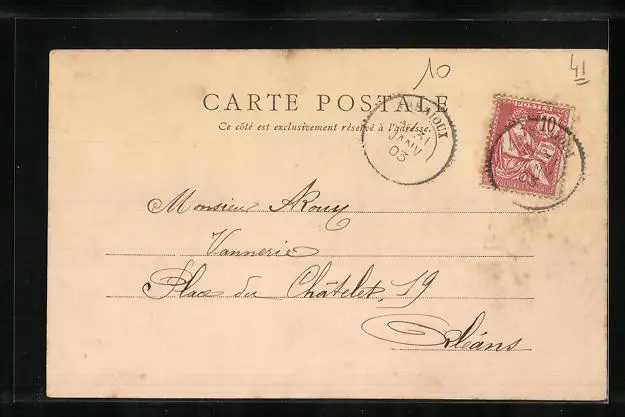 10
41
CARTE POSTALE
Ce côté est exclusivement réservé à l'adresse.
POSTES
10
31
JANV
03
Monsieur
Vannerie
Place du Châtelet, 19
Orléans